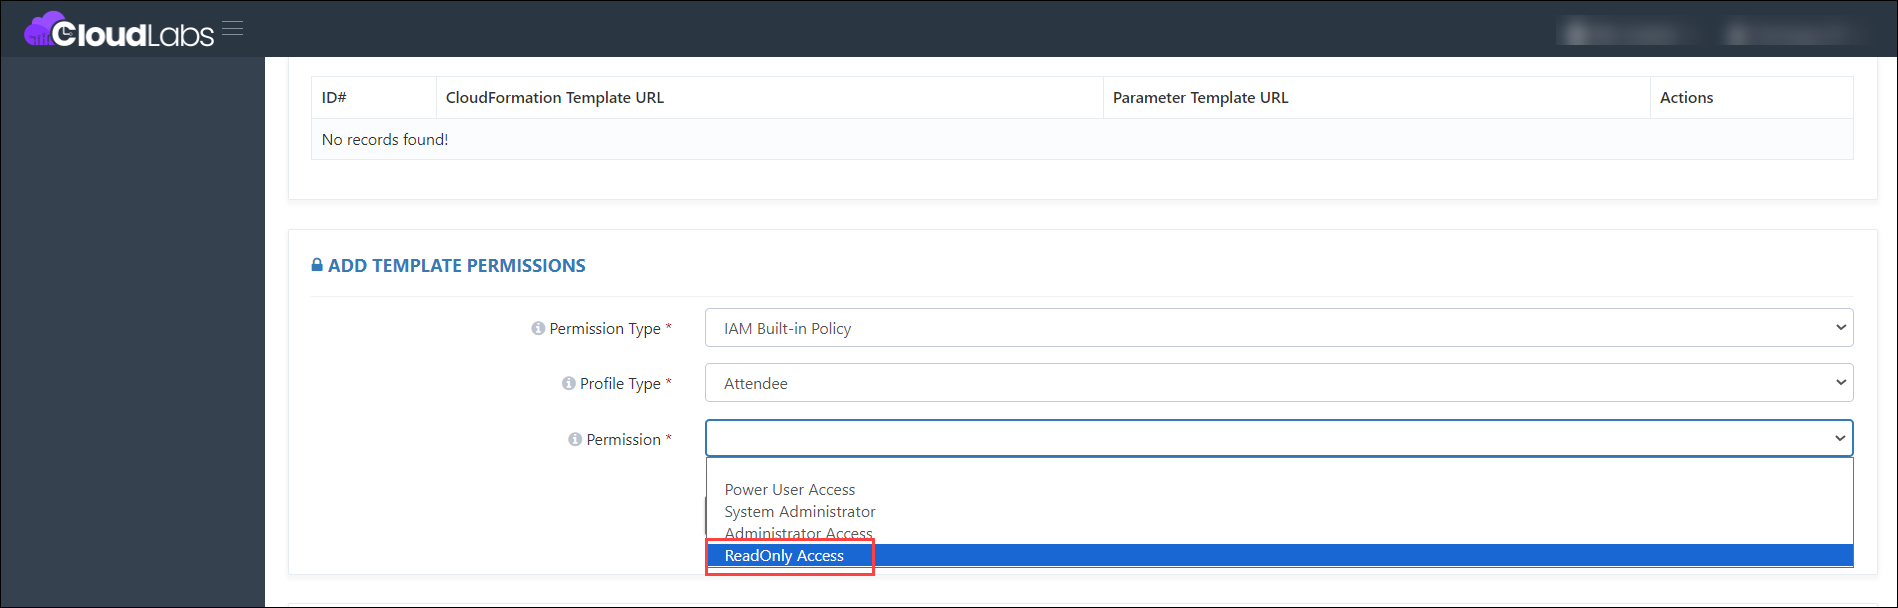 CloudLabs
ID# CloudFormation Template URL Parameter Template URL Actions
No records found!
ADD TEMPLATE PERMISSIONS
Permission Type * IAM Built-in Policy
Profile Type * Attendee
Permission *
Power User Access
System Administrator
Administrator Access
ReadOnly Access